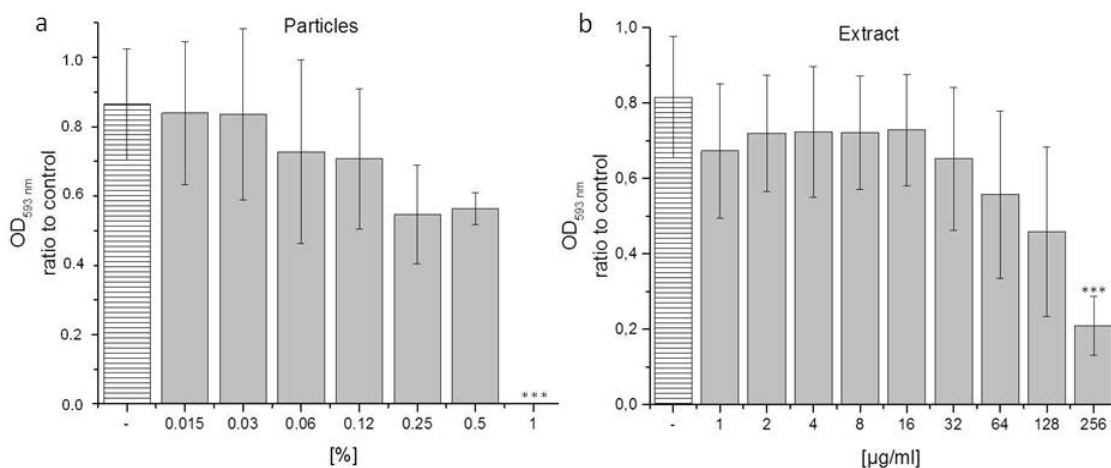 a
Particles
1.0
0.8
0.6
0.4
0.2
0.0
OD593 nm
ratio to control
***
- 0.015 0.03 0.06 0.12 0.25 0.5 1
[%]
b
Extract
1,0
0,8
0,6
0,4
0,2
0,0
OD593 nm
ratio to control
***
- 1 2 4 8 16 32 64 128 256
[µg/ml]